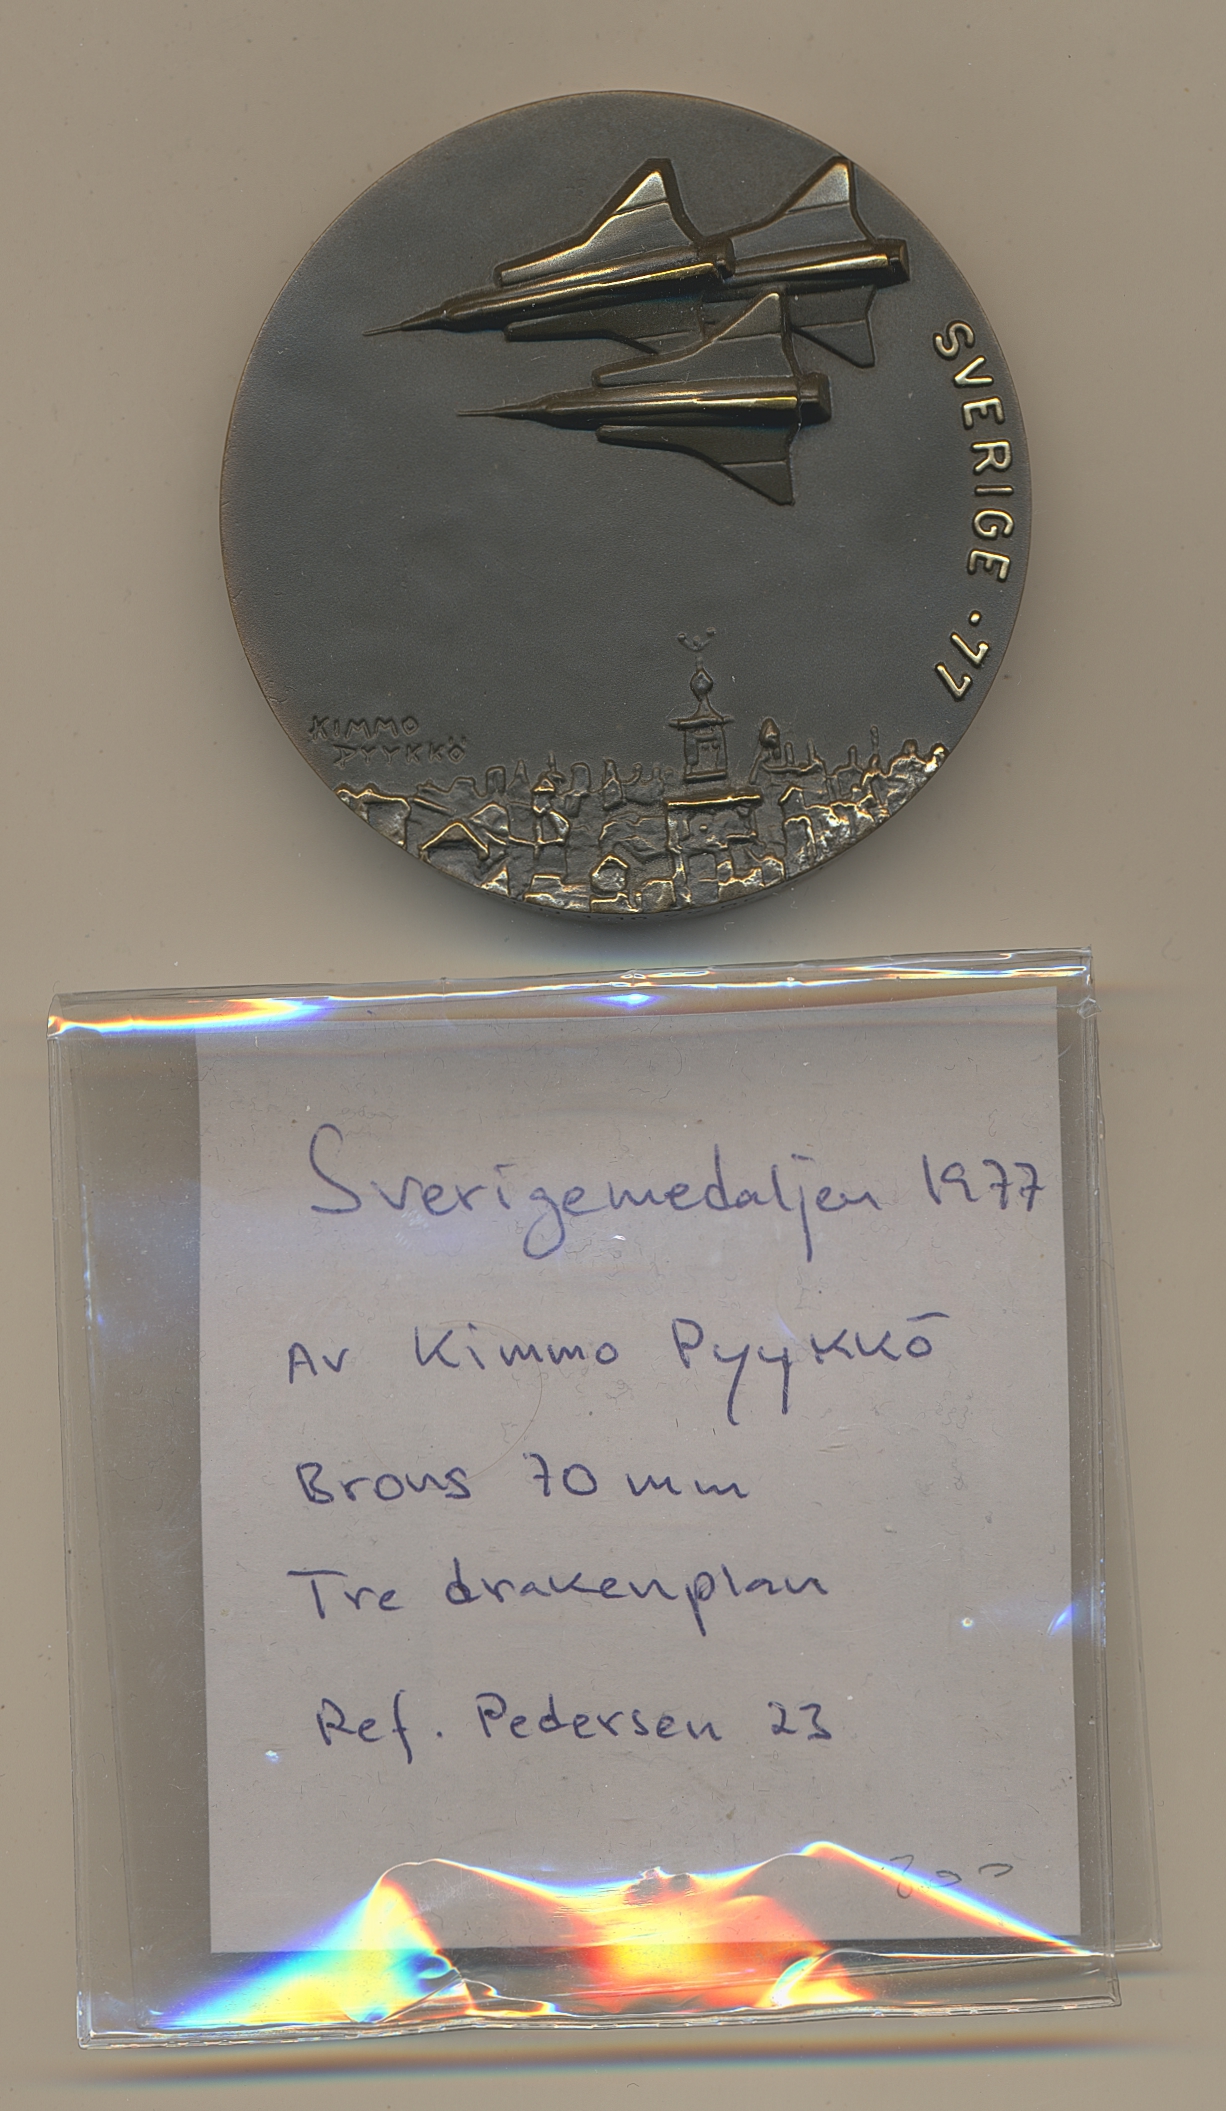 SVERIGE · 77
KIMMO
PYYKKÖ
Sverigemedaljen 1977
Av Kimmo Pyykkö
Brons 70 mm
Tre drakenplan
Ref. Pedersen 23